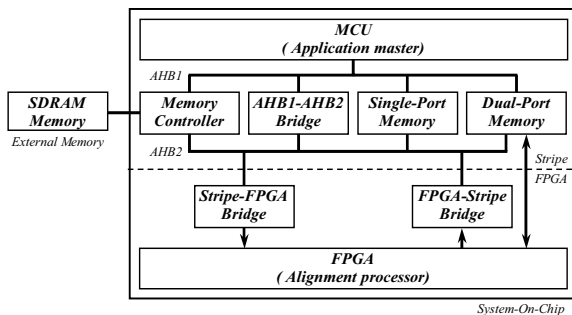 MCU
( Application master)
AHB1
SDRAM
Memory
External Memory
Memory
Controller
AHB1-AHB2
Bridge
Single-Port
Memory
Dual-Port
Memory
AHB2
Stripe
FPGA
Stripe-FPGA
Bridge
FPGA-Stripe
Bridge
FPGA
( Alignment processor)
System-On-Chip